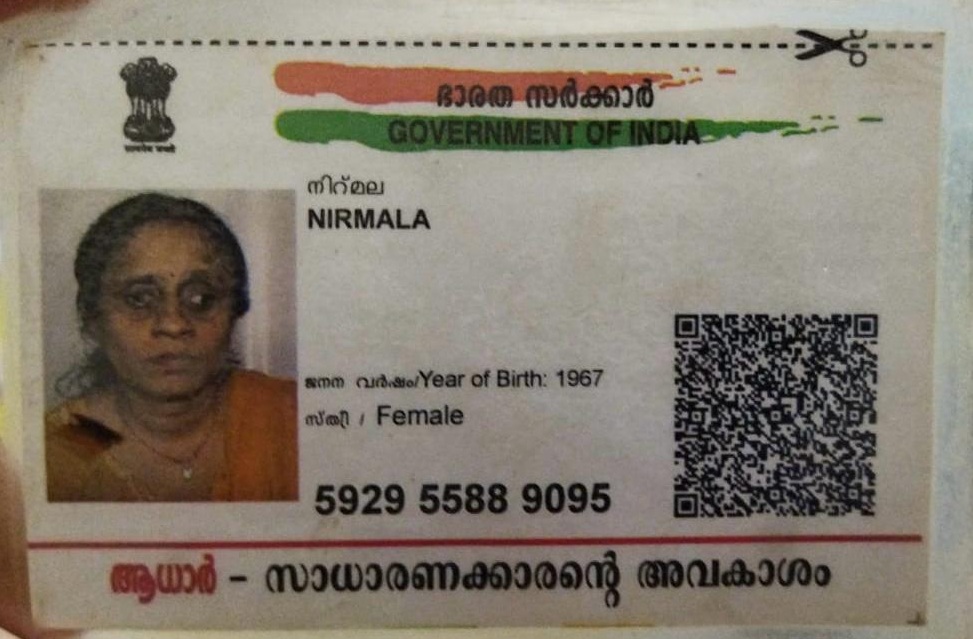 ഭാരത സർക്കാർ
GOVERNMENT OF INDIA
നിറ്മല
NIRMALA
ജനന വർഷം/Year of Birth: 1967
സ്ത്രീ / Female
5929 5588 9095
ആധാർ – സാധാരണക്കാരന്റെ അവകാശം